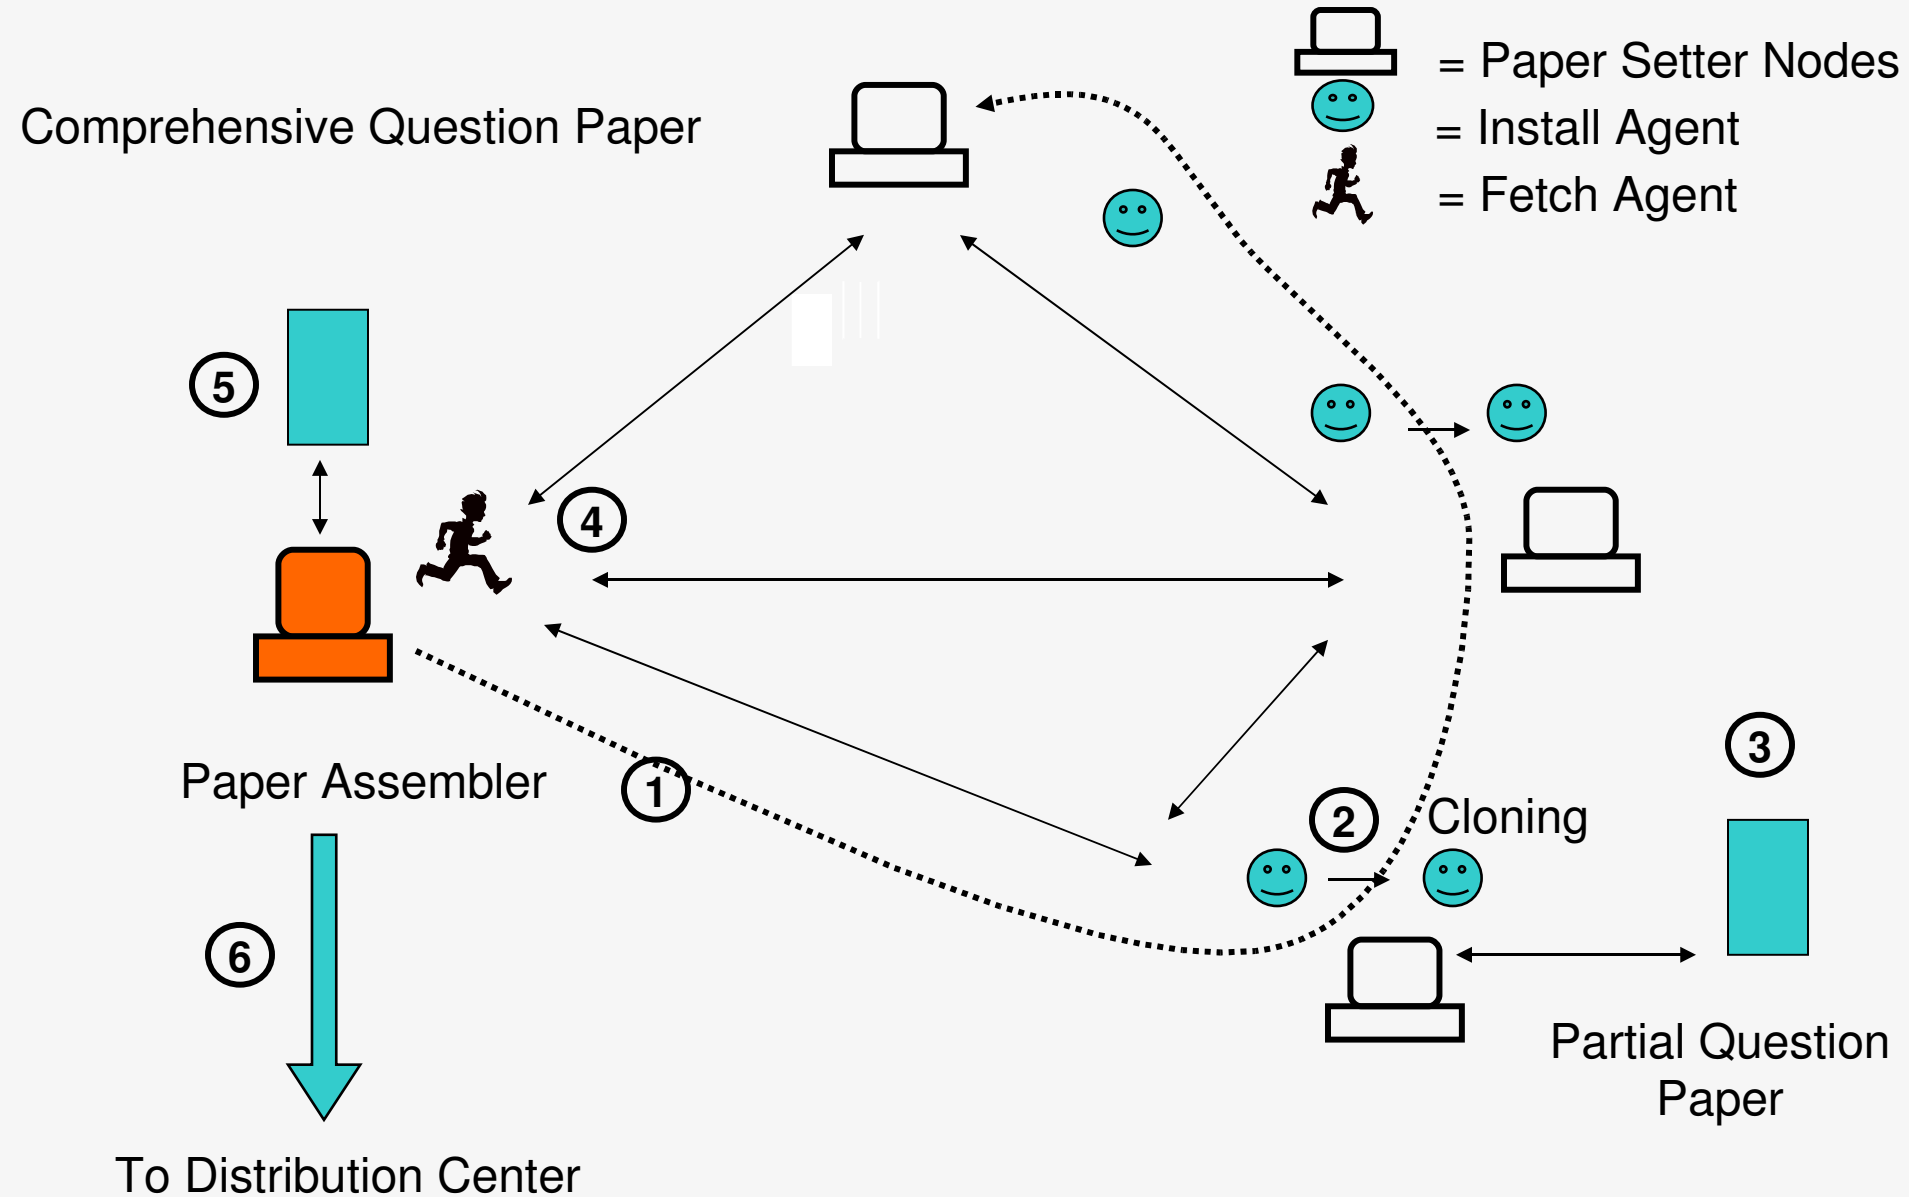 = Paper Setter Nodes
Comprehensive Question Paper
= Install Agent
= Fetch Agent
5
4
3
Paper Assembler
1
2
Cloning
6
Partial Question
Paper
To Distribution Center